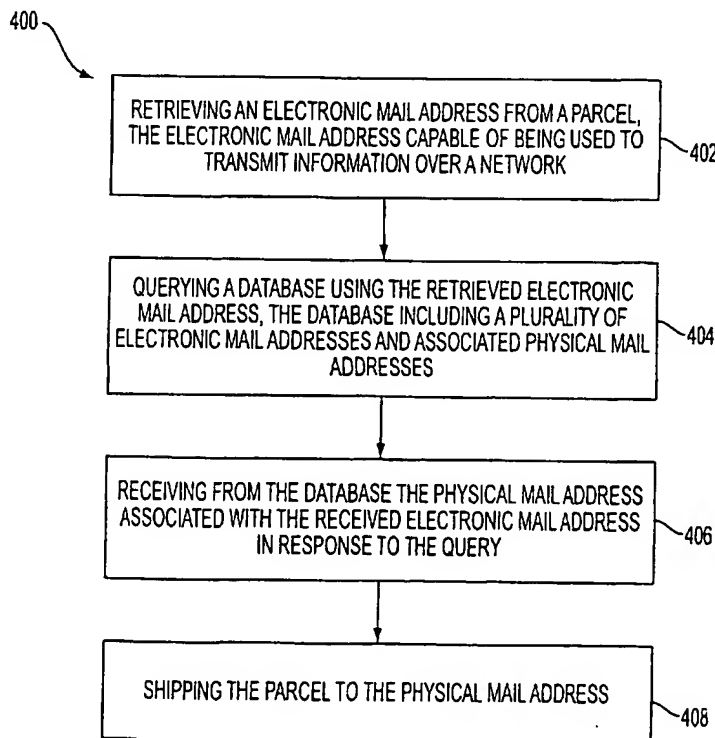 400
RETRIEVING AN ELECTRONIC MAIL ADDRESS FROM A PARCEL,
THE ELECTRONIC MAIL ADDRESS CAPABLE OF BEING USED TO
TRANSMIT INFORMATION OVER A NETWORK
402
QUERYING A DATABASE USING THE RETRIEVED ELECTRONIC
MAIL ADDRESS, THE DATABASE INCLUDING A PLURALITY OF
ELECTRONIC MAIL ADDRESSES AND ASSOCIATED PHYSICAL MAIL
ADDRESSES
404
RECEIVING FROM THE DATABASE THE PHYSICAL MAIL ADDRESS
ASSOCIATED WITH THE RECEIVED ELECTRONIC MAIL ADDRESS
IN RESPONSE TO THE QUERY
406
SHIPPING THE PARCEL TO THE PHYSICAL MAIL ADDRESS
408